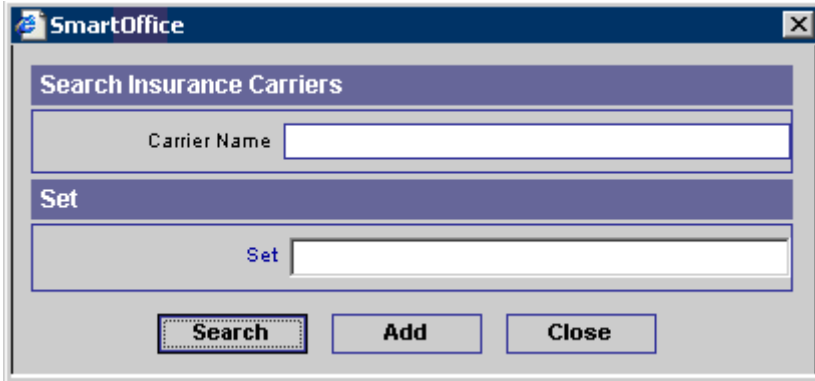 SmartOffice
Search Insurance Carriers
Carrier Name
Set
Set
Search Add Close